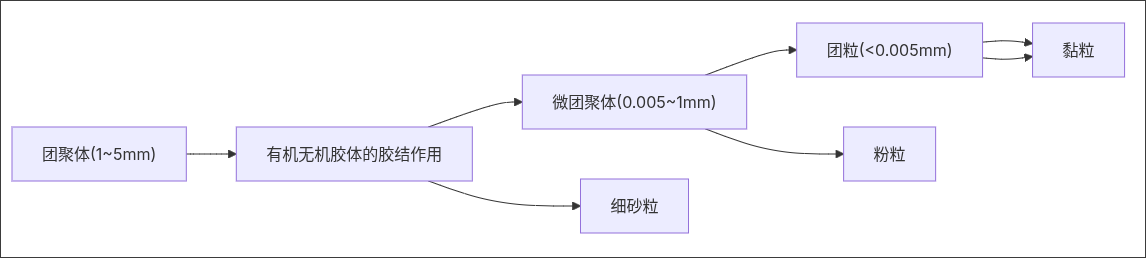 团聚体(1~5mm)
有机无机胶体的胶结作用
微团聚体(0.005~1mm)
细砂粒
团粒(<0.005mm)
粉粒
黏粒